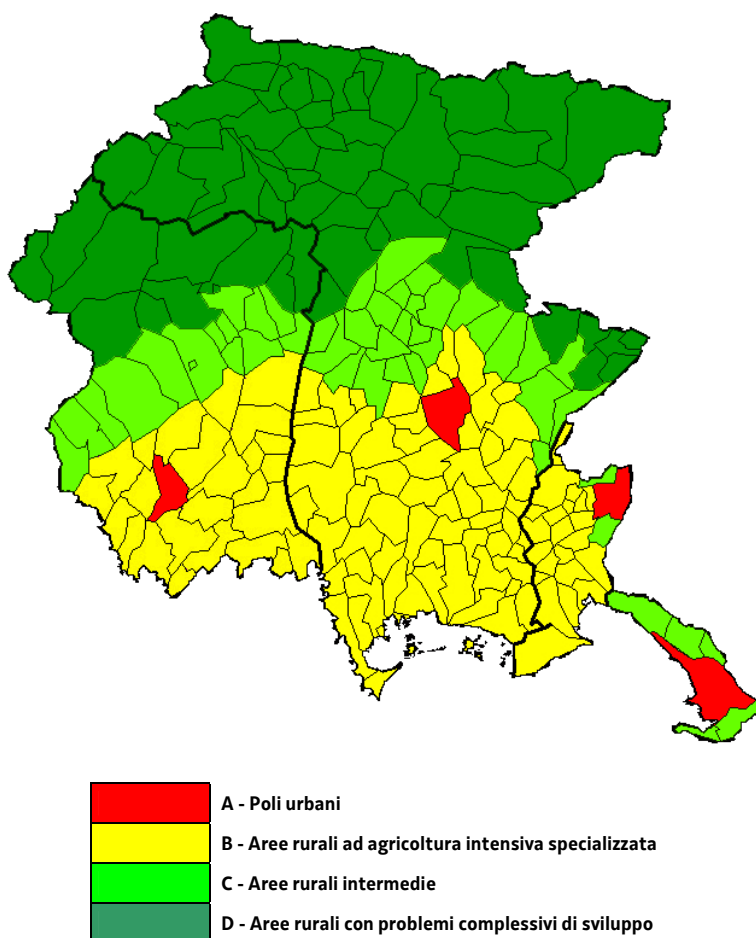 A - Poli urbani
B - Aree rurali ad agricoltura intensiva specializzata
C - Aree rurali intermedie
D - Aree rurali con problemi complessivi di sviluppo